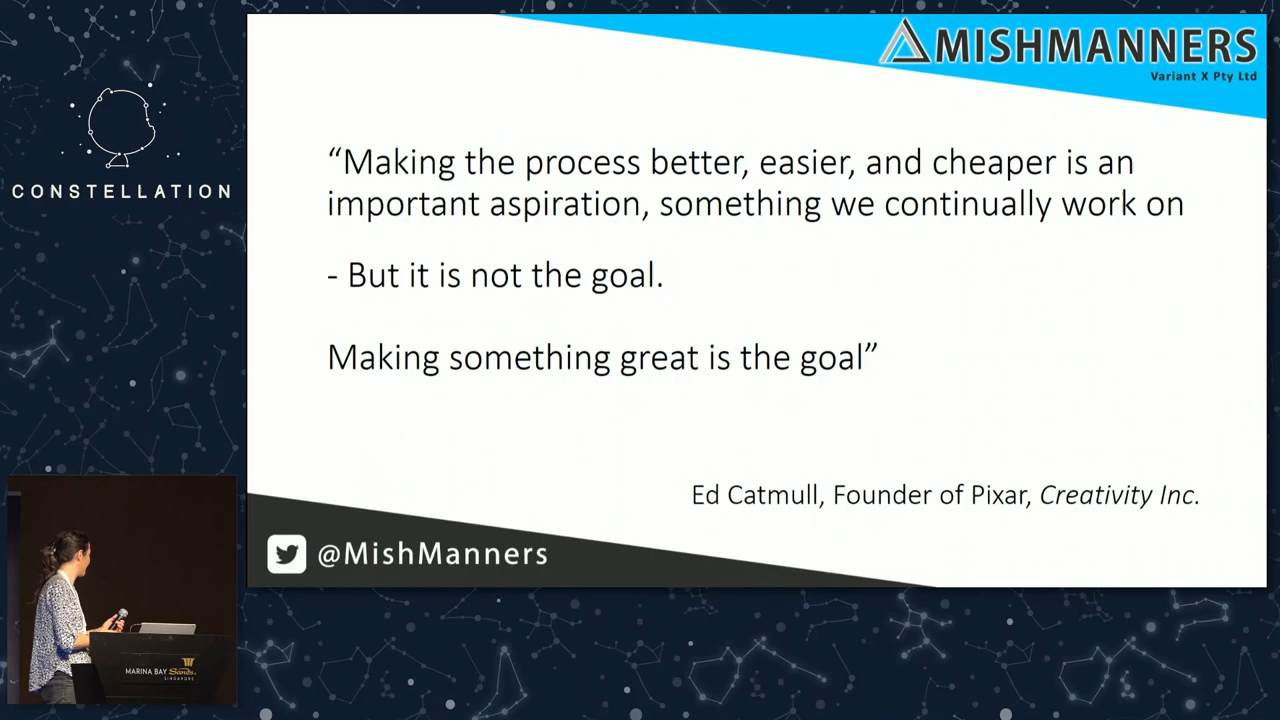 MISHMANNERS
Variant X Pty Ltd
CONSTELLATION
“Making the process better, easier, and cheaper is an
important aspiration, something we continually work on
- But it is not the goal.
Making something great is the goal”
Ed Catmull, Founder of Pixar, Creativity Inc.
@MishManners
MARINA BAY Sands.
SINGAPORE